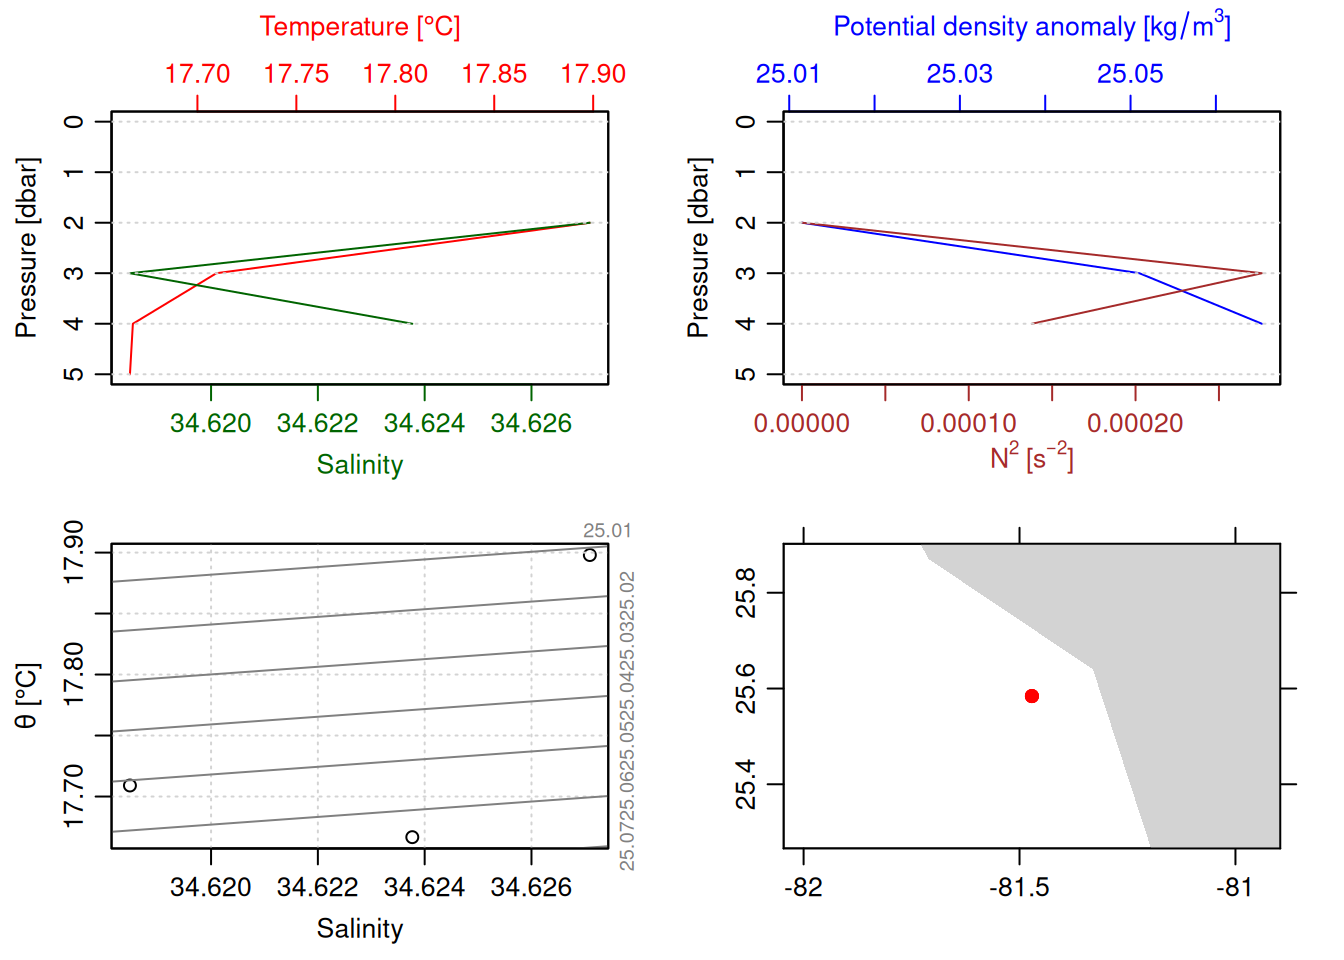 Temperature [°C]
17.70 17.75 17.80 17.85 17.90
Pressure [dbar]
0
1
2
3
4
5
34.620 34.622 34.624 34.626
Salinity
Potential density anomaly [kg/m³]
25.01 25.03 25.05
Pressure [dbar]
0
1
2
3
4
5
0.00000 0.00010 0.00020
N² [s⁻²]
25.01
θ [°C]
17.90
17.80
17.70
25.02
25.03
25.04
25.05
25.06
25.07
34.620 34.622 34.624 34.626
Salinity
25.8
25.6
25.4
-82 -81.5 -81